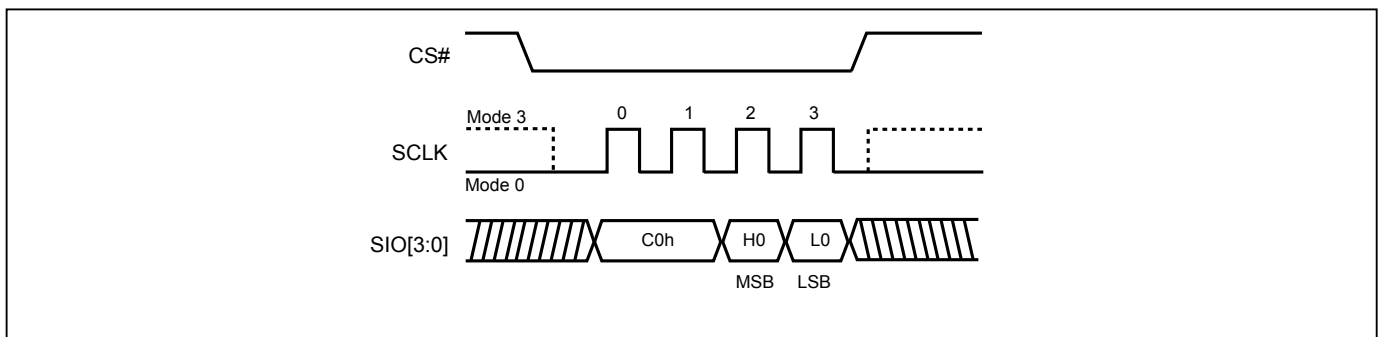 CS#
Mode 3 0 1 2 3
SCLK
Mode 0
SIO[3:0] C0h H0 L0
MSB LSB